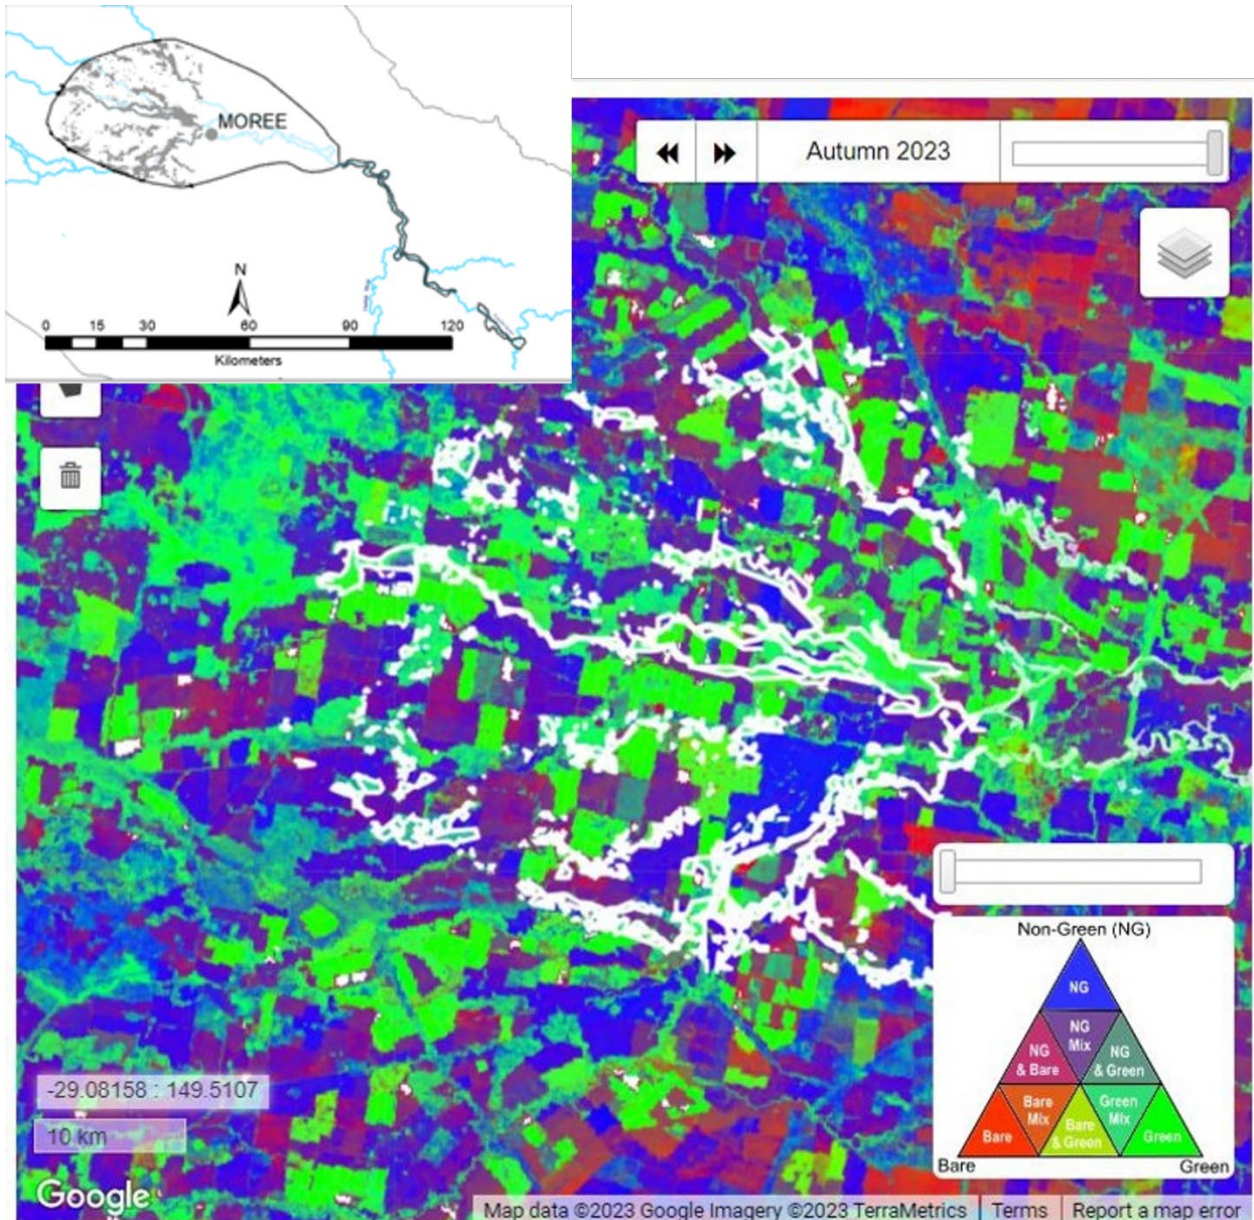 MOREE
N
0 15 30 60 90 120
Kilometers
Autumn 2023
-29.08158 : 149.5107
10 km
Google
Non-Green (NG)
NG
NG
Mix
NG
& Bare
NG
& Green
Bare
Bare
Mix
Bare
& Green
Green
Mix
Green
Bare
Green
Map data ©2023 Google Imagery ©2023 TerraMetrics
Terms
Report a map error